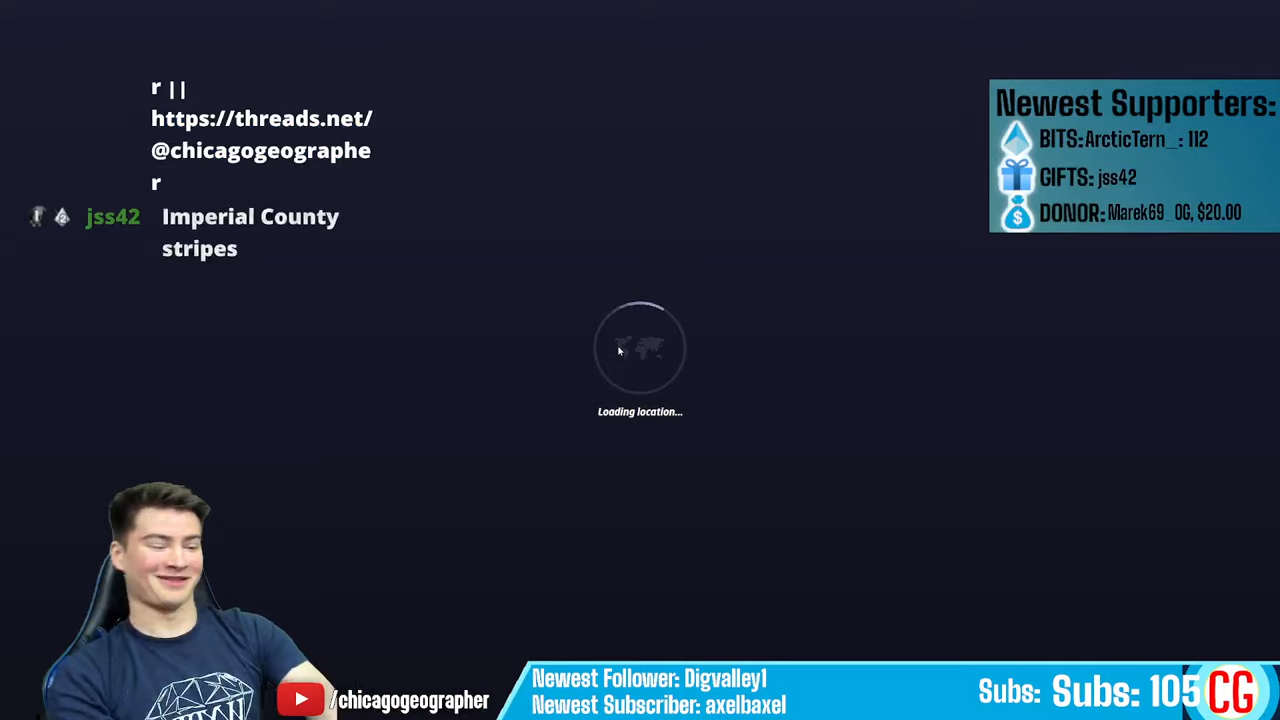 r ||
https://threads.net/
@chicagogeographe
r
jss42 Imperial County
stripes
Newest Supporters:
BITS: ArcticTern_: 112
GIFTS: jss42
DONOR: Marek69_OG, $20.00
Loading location...
/chicagogeographer
Newest Follower: Digvalley1
Newest Subscriber: axelbaxel
Subs: Subs: 105
CG